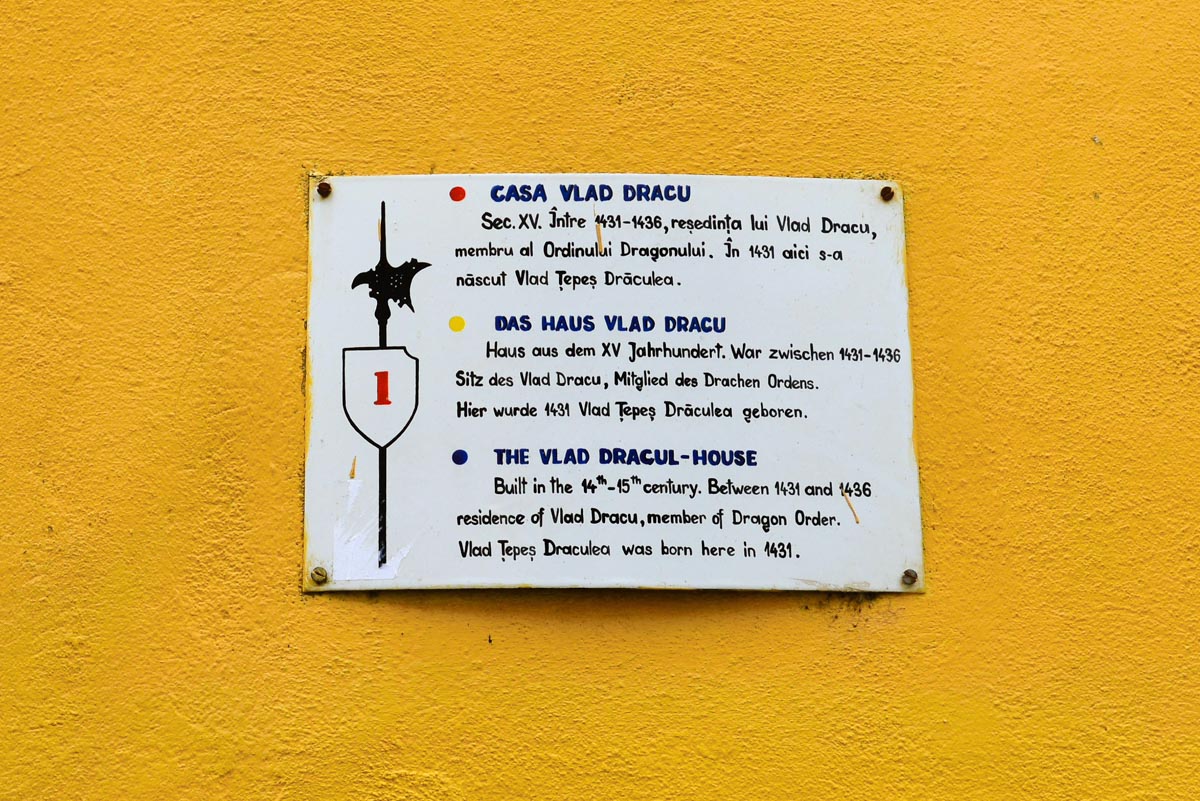 CASA VLAD DRACU
Sec. XV. Între 1431-1436, reședința lui Vlad Dracu,
membru al Ordinului Dragonului. În 1431 aici s-a
născut Vlad Țepeș Drăculea.
DAS HAUS VLAD DRACU
Haus aus dem XV Jahrhundert. War zwischen 1431-1436
Sitz des Vlad Dracu, Mitglied des Drachen Ordens.
Hier wurde 1431 Vlad Țepeș Drăculea geboren.
1
THE VLAD DRACUL-HOUSE
Built in the 14th-15th century. Between 1431 and 1436
residence of Vlad Dracu, member of Dragon Order.
Vlad Țepeș Draculea was born here in 1431.